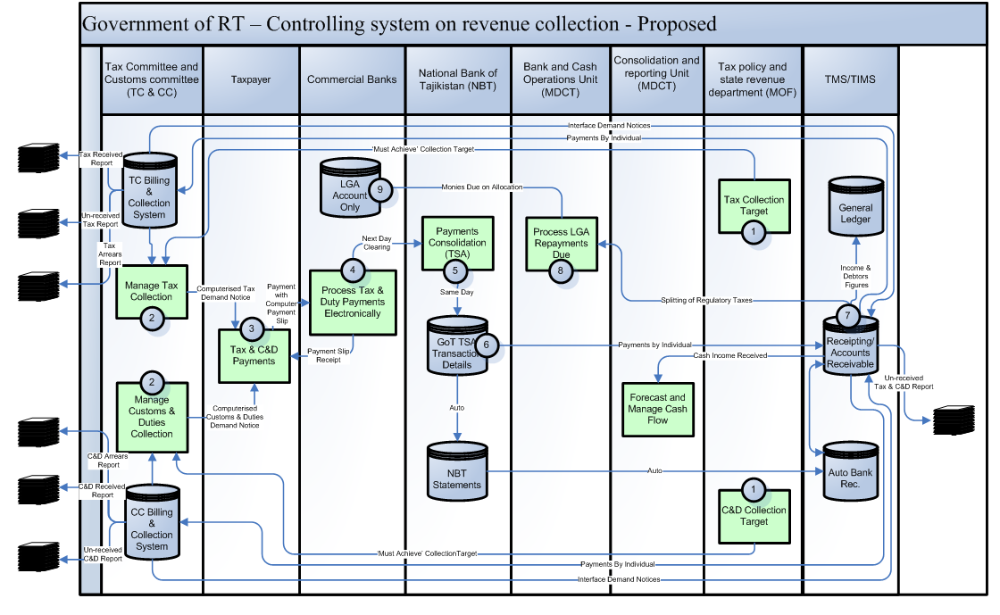 Government of RT – Controlling system on revenue collection - Proposed
Tax Committee and
Customs committee
(TC & CC)
Taxpayer
Commercial Banks
National Bank of
Tajikistan (NBT)
Bank and Cash
Operations Unit
(MDCT)
Consolidation and
reporting Unit
(MDCT)
Tax policy and
state revenue
department (MOF)
TMS/TIMS
Interface Demand Notices
Payments By Individual
'Must Achieve' Collection Target
Tax Received
Report
TC Billing
&
Collection
System
Un-received
Tax Report
Tax
Arrears
Report
LGA
Account
Only
9
Monies Due on Allocation
Tax Collection
Target
1
General
Ledger
Next Day
Clearing
Payments
Consolidation
(TSA)
5
Process LGA
Repayments
Due
8
Manage Tax
Collection
2
Computerised Tax
Demand Notice
Payment
with
Computer
Payment
Slip
4
Process Tax &
Duty Payments
Electronically
Same Day
Income &
Debtors
Figures
Splitting of Regulatory Taxes
7
3
Tax & C&D
Payments
Payment Slip
Receipt
GoT TSA
Transaction
Details
6
Payments by Individual
Cash Income Received
Receipting/
Accounts
Receivable
Un-received
Tax & C&D Report
2
Manage
Customs &
Duties
Collection
Computerised
Customs & Duties
Demand Notice
Auto
Forecast and
Manage Cash
Flow
C&D Arrears
Report
NBT
Statements
Auto
Auto Bank
Rec.
C&D Received
Report
CC Billing
&
Collection
System
1
C&D Collection
Target
Un-received
C&D Report
'Must Achieve' CollectionTarget
Payments By Individual
Interface Demand Notices